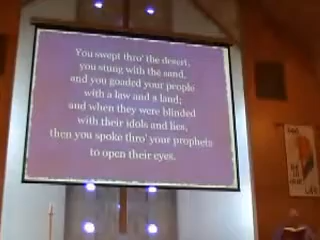 You swept thro' the desert,
you stung with the sand,
and you goaded your people
with a law and a land;
and when they were blinded
with their idols and lies,
then you spoke thro' your prophets
to open their eyes.